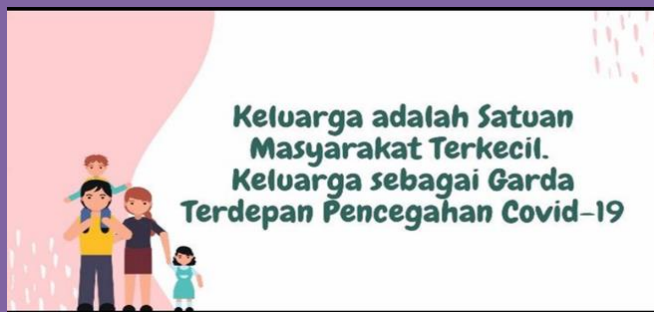 Keluarga adalah Satuan
Masyarakat Terkecil.
Keluarga sebagai Garda
Terdepan Pencegahan Covid-19